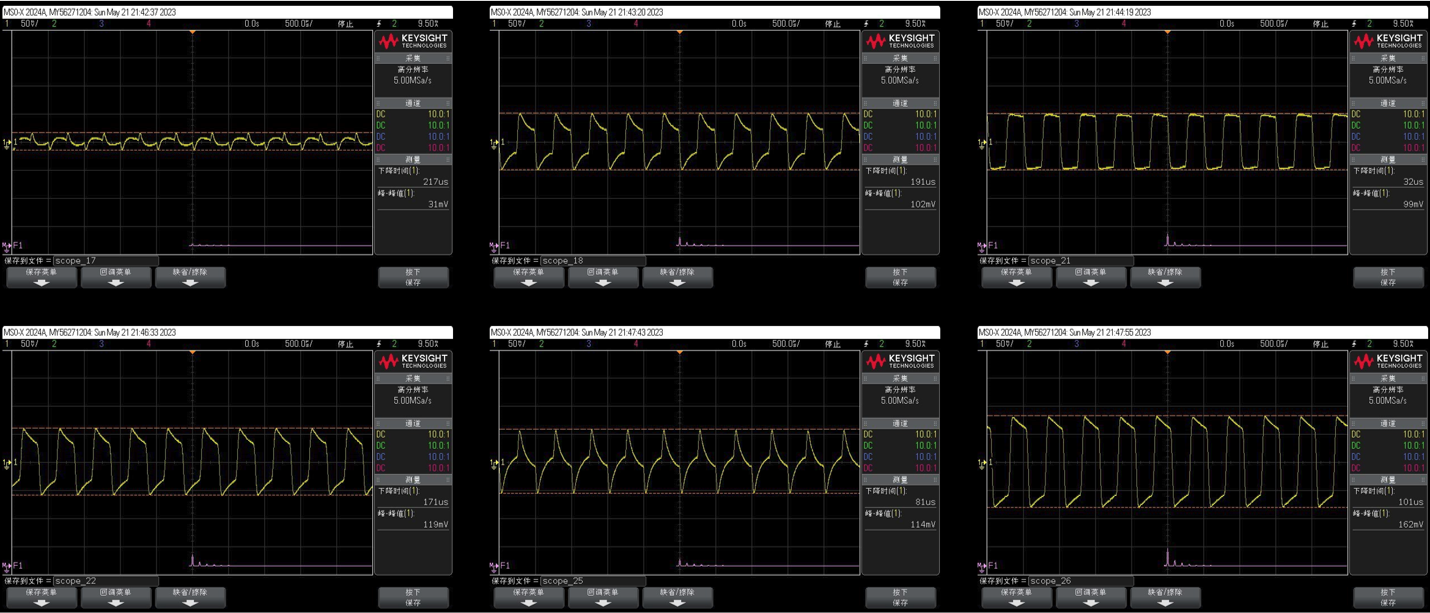 MSO-X 2024A, MY56271204: Sun May 21 21:42:37 2023
1 50V/ 2 3 4 0.0s 500.0%/ 停止 2 9.50%
KEYSIGHT
TECHNOLOGIES
采集
高分辨率
5.00MSa/s
通道
DC 10.0:1
DC 10.0:1
DC 10.0:1
DC 10.0:1
测量
下降时间(1):
217us
峰-峰值(1):
31mV
1
M F1
保存到文件 = scope_17
保存菜单 回调菜单 缺省/擦除 按下
保存
MSO-X 2024A, MY56271204: Sun May 21 21:43:20 2023
1 50V/ 2 3 4 0.0s 500.0%/ 停止 2 9.50%
KEYSIGHT
TECHNOLOGIES
采集
高分辨率
5.00MSa/s
通道
DC 10.0:1
DC 10.0:1
DC 10.0:1
DC 10.0:1
测量
下降时间(1):
191us
峰-峰值(1):
102mV
1
M F1
保存到文件 = scope_18
保存菜单 回调菜单 缺省/擦除 按下
保存
MSO-X 2024A, MY56271204: Sun May 21 21:44:19 2023
1 50V/ 2 3 4 0.0s 500.0%/ 停止 2 9.50%
KEYSIGHT
TECHNOLOGIES
采集
高分辨率
5.00MSa/s
通道
DC 10.0:1
DC 10.0:1
DC 10.0:1
DC 10.0:1
测量
下降时间(1):
32us
峰-峰值(1):
99mV
1
M F1
保存到文件 = scope_21
保存菜单 回调菜单 缺省/擦除 按下
保存
MSO-X 2024A, MY56271204: Sun May 21 21:46:33 2023
1 50V/ 2 3 4 0.0s 500.0%/ 停止 2 9.50%
KEYSIGHT
TECHNOLOGIES
采集
高分辨率
5.00MSa/s
通道
DC 10.0:1
DC 10.0:1
DC 10.0:1
DC 10.0:1
测量
下降时间(1):
171us
峰-峰值(1):
119mV
1
M F1
保存到文件 = scope_22
保存菜单 回调菜单 缺省/擦除 按下
保存
MSO-X 2024A, MY56271204: Sun May 21 21:47:43 2023
1 50V/ 2 3 4 0.0s 500.0%/ 停止 2 9.50%
KEYSIGHT
TECHNOLOGIES
采集
高分辨率
5.00MSa/s
通道
DC 10.0:1
DC 10.0:1
DC 10.0:1
DC 10.0:1
测量
下降时间(1):
81us
峰-峰值(1):
114mV
1
M F1
保存到文件 = scope_25
保存菜单 回调菜单 缺省/擦除 按下
保存
MSO-X 2024A, MY56271204: Sun May 21 21:47:55 2023
1 50V/ 2 3 4 0.0s 500.0%/ 停止 2 9.50%
KEYSIGHT
TECHNOLOGIES
采集
高分辨率
5.00MSa/s
通道
DC 10.0:1
DC 10.0:1
DC 10.0:1
DC 10.0:1
测量
下降时间(1):
101us
峰-峰值(1):
162mV
1
M F1
保存到文件 = scope_26
保存菜单 回调菜单 缺省/擦除 按下
保存